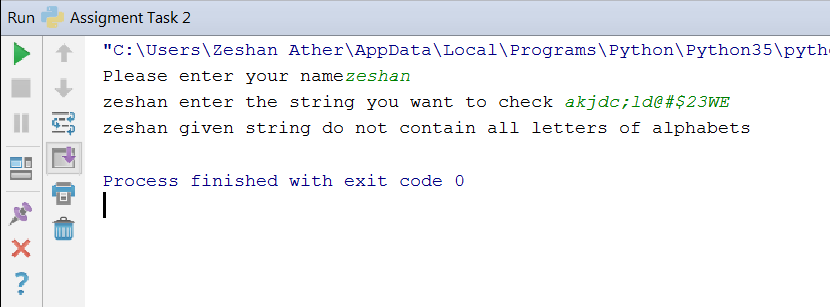 Run Assigment Task 2
"C:\Users\Zeshan Ather\AppData\Local\Programs\Python\Python35\pyth
Please enter your namezeshan
zeshan enter the string you want to check akjdc;ld@#$23WE
zeshan given string do not contain all letters of alphabets
Process finished with exit code 0